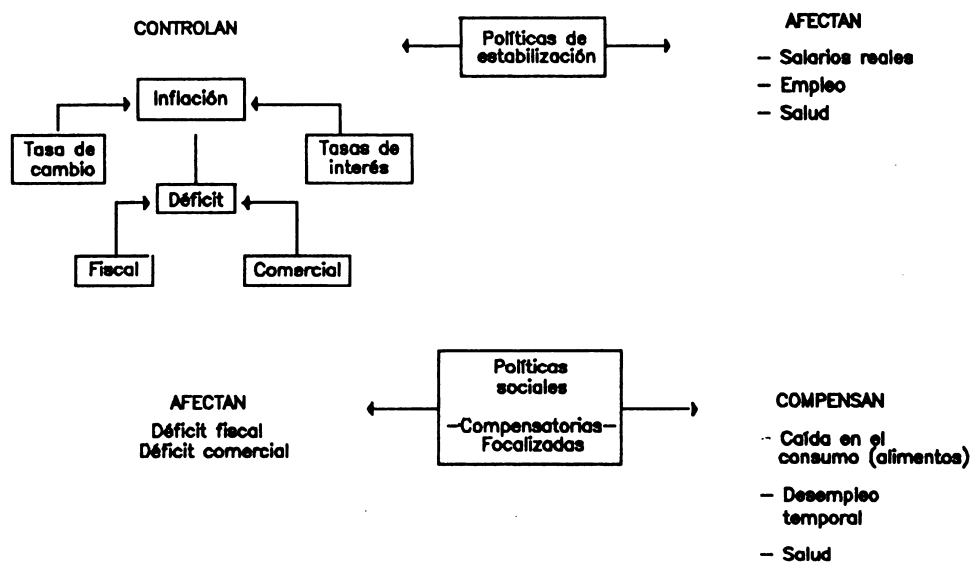 CONTROLAN
Políticas de
estabilización
AFECTAN
– Salarios reales
– Empleo
– Salud
Inflación
Tasa de
cambio
Tasas de
interés
Déficit
Fiscal
Comercial
Políticas
sociales
–Compensatorias–
Focalizadas
AFECTAN
Déficit fiscal
Déficit comercial
COMPENSAN
– Caída en el
consumo (alimentos)
– Desempleo
temporal
– Salud